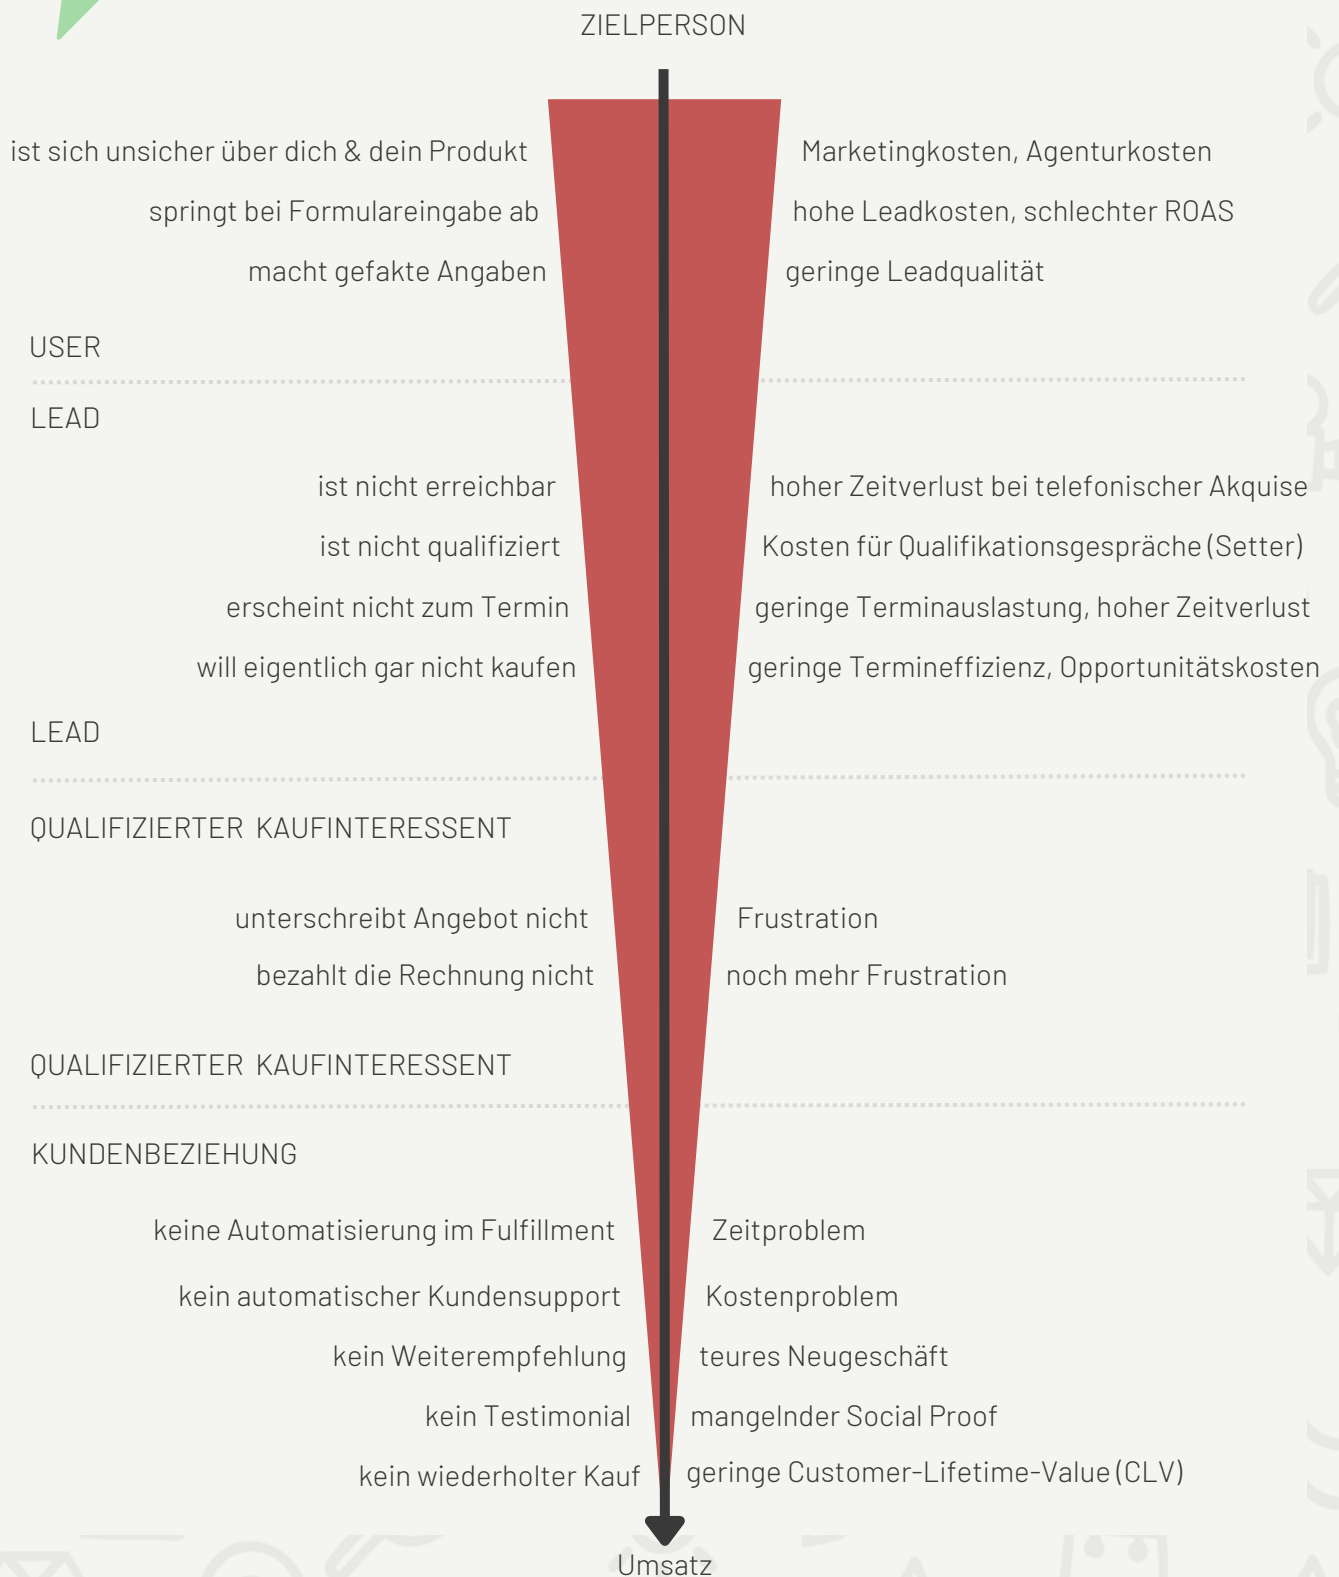 ZIELPERSON
ist sich unsicher über dich & dein Produkt
Marketingkosten, Agenturkosten
springt bei Formulareingabe ab
hohe Leadkosten, schlechter ROAS
macht gefakte Angaben
geringe Leadqualität
USER
LEAD
ist nicht erreichbar
hoher Zeitverlust bei telefonischer Akquise
ist nicht qualifiziert
Kosten für Qualifikationsgespräche (Setter)
erscheint nicht zum Termin
geringe Terminauslastung, hoher Zeitverlust
will eigentlich gar nicht kaufen
geringe Termineffizienz, Opportunitätskosten
LEAD
QUALIFIZIERTER KAUFINTERESSENT
unterschreibt Angebot nicht
Frustration
bezahlt die Rechnung nicht
noch mehr Frustration
QUALIFIZIERTER KAUFINTERESSENT
KUNDENBEZIEHUNG
keine Automatisierung im Fulfillment
Zeitproblem
kein automatischer Kundensupport
Kostenproblem
kein Weiterempfehlung
teures Neugeschäft
kein Testimonial
mangelnder Social Proof
kein wiederholter Kauf
geringe Customer-Lifetime-Value (CLV)
Umsatz